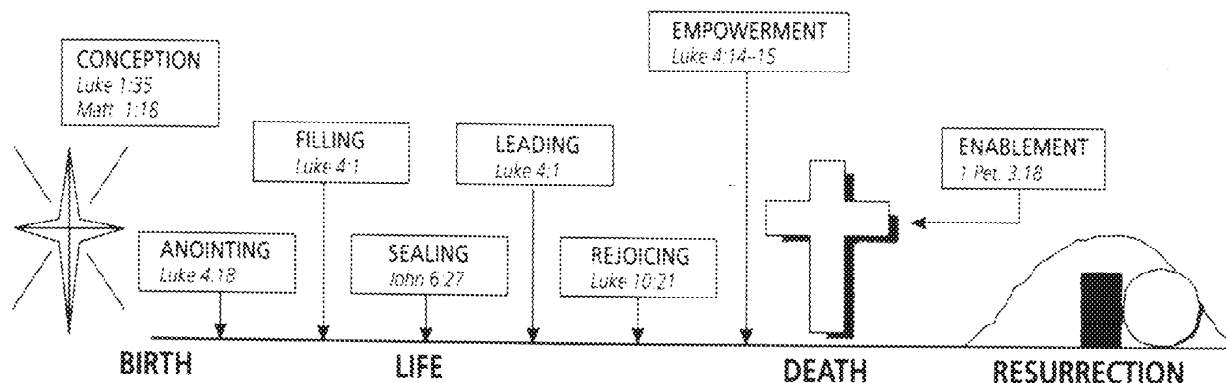 CONCEPTION
Luke 1:35
Matt. 1:18
ANOINTING
Luke 4:18
FILLING
Luke 4:1
SEALING
John 6:27
LEADING
Luke 4:1
REJOICING
Luke 10:21
EMPOWERMENT
Luke 4:14–15
ENABLEMENT
1 Pet. 3:18
BIRTH
LIFE
DEATH
RESURRECTION